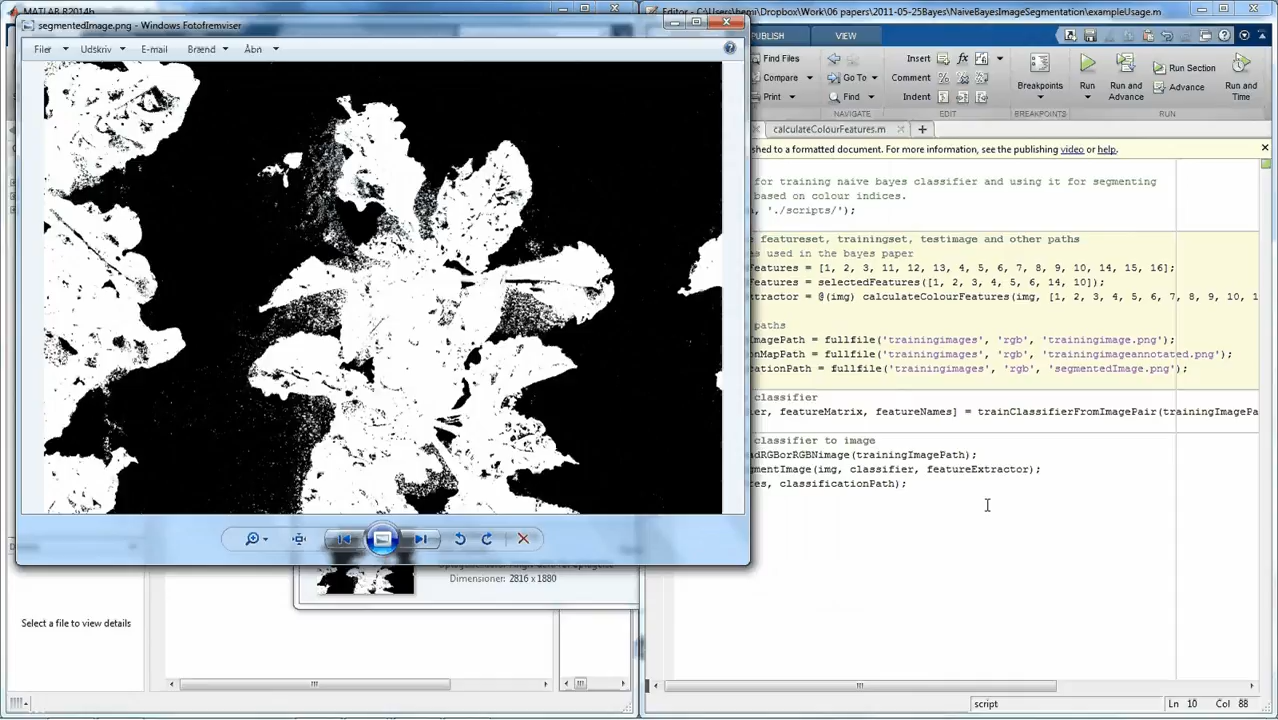 MATLAB R2014b
segmentedImage.png - Windows Fotofremviser
Filer Udskriv E-mail Brænd Åbn
Dimensioner: 2816 x 1880
Select a file to view details
Editor - C:\Users\hemi\Dropbox\Work\06 papers\2011-05-25Bayes\NaiveBayesImageSegmentation\exampleUsage.m
PUBLISH VIEW
Find Files
Compare
Print
Go To
Find
NAVIGATE
Insert
Comment
Indent
EDIT
Breakpoints
BREAKPOINTS
Run
Run and Advance
Run Section
Advance
Run and Time
RUN
calculateColourFeatures.m
shed to a formatted document. For more information, see the publishing video or help.
for training naive bayes classifier and using it for segmenting
based on colour indices.
, './scripts/');
featureset, trainingset, testimage and other paths
as used in the bayes paper
Features = [1, 2, 3, 11, 12, 13, 4, 5, 6, 7, 8, 9, 10, 14, 15, 16];
Features = selectedFeatures([1, 2, 3, 4, 5, 6, 14, 10]);
ractor = @(img) calculateColourFeatures(img, [1, 2, 3, 4, 5, 6, 7, 8, 9, 10, 1
paths
magePath = fullfile('trainingimages', 'rgb', 'trainingimage.png');
onMapPath = fullfile('trainingimages', 'rgb', 'trainingimageannotated.png');
cationPath = fullfile('trainingimages', 'rgb', 'segmentedImage.png');
classifier
er, featureMatrix, featureNames] = trainClassifierFromImagePair(trainingImagePa
classifier to image
adRGBorRGBNimage(trainingImagePath);
gmentImage(img, classifier, featureExtractor);
es, classificationPath);
script
Ln 10 Col 88